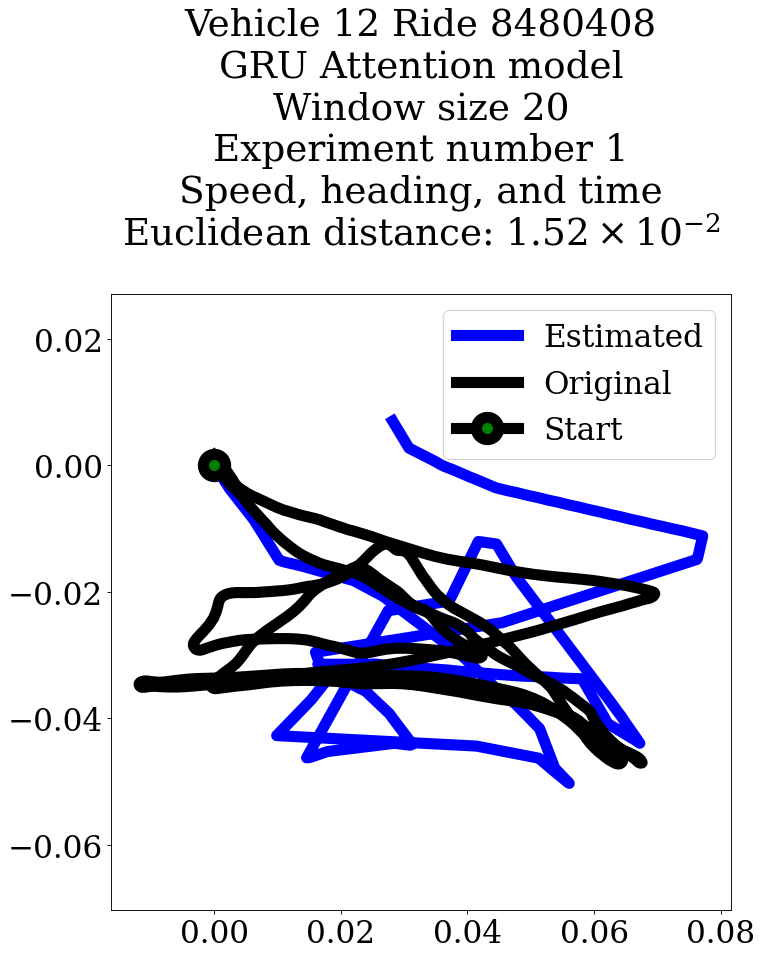 Vehicle 12 Ride 8480408
GRU Attention model
Window size 20
Experiment number 1
Speed, heading, and time
Euclidean distance: 1.52 × 10⁻²
Estimated
Original
Start
0.02
0.00
−0.02
−0.04
−0.06
0.00 0.02 0.04 0.06 0.08